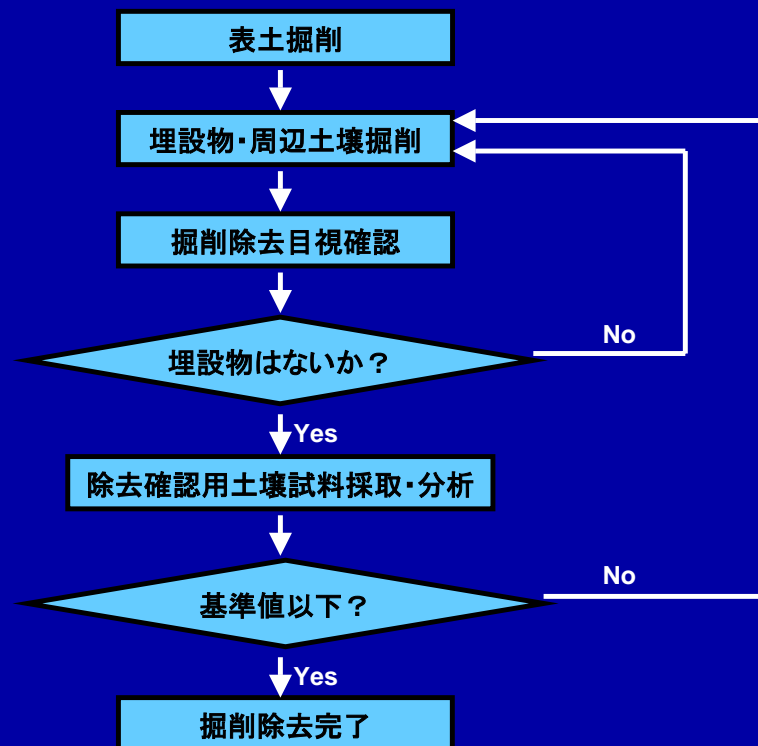 表土掘削
埋設物・周辺土壌掘削
掘削除去目視確認
埋設物はないか？
No
Yes
除去確認用土壌試料採取・分析
No
基準値以下？
Yes
掘削除去完了